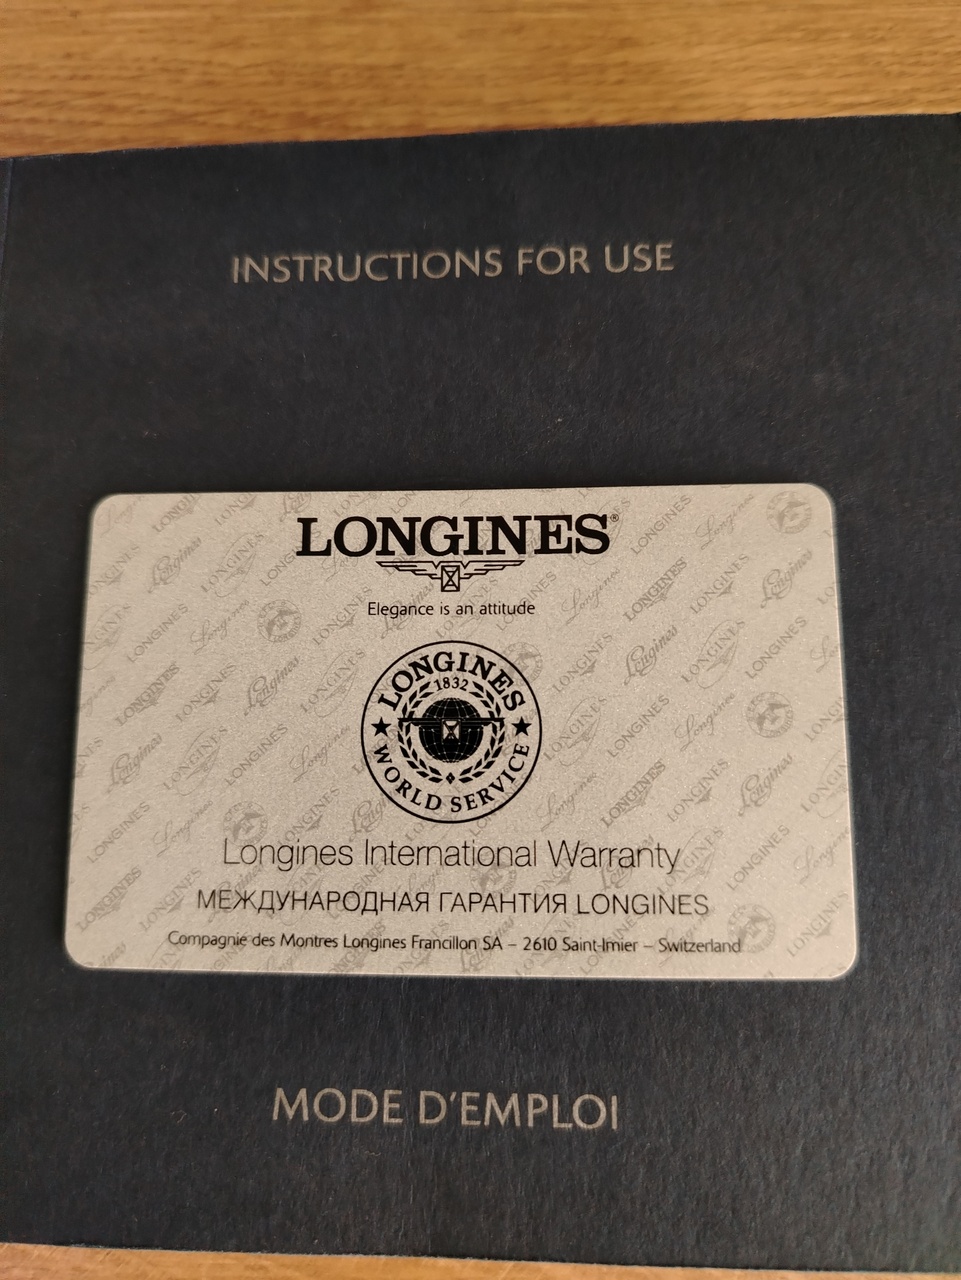 INSTRUCTIONS FOR USE
LONGINES®
Elegance is an attitude
LONGINES
1832
WORLD SERVICE
Longines International Warranty
МЕЖДУНАРОДНАЯ ГАРАНТИЯ LONGINES
Compagnie des Montres Longines Francillon SA – 2610 Saint-Imier – Switzerland
MODE D'EMPLOI